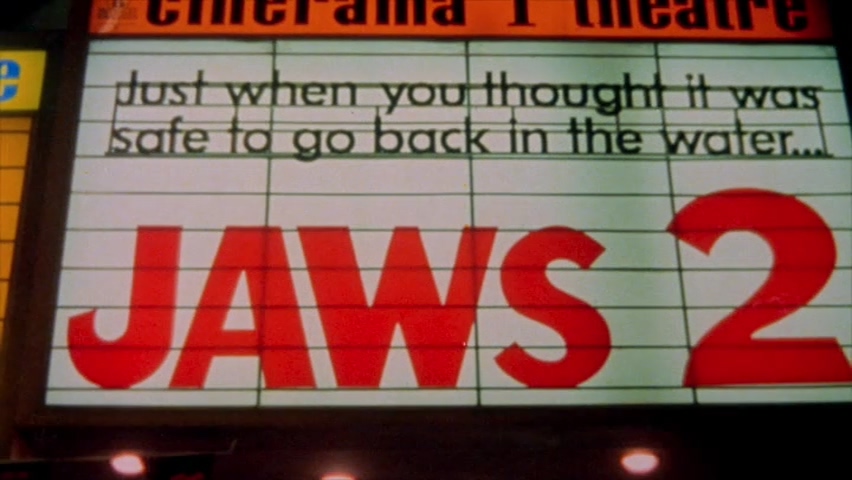 cinerama 1 theatre
e
Just when you thought it was
safe to go back in the water...
JAWS 2